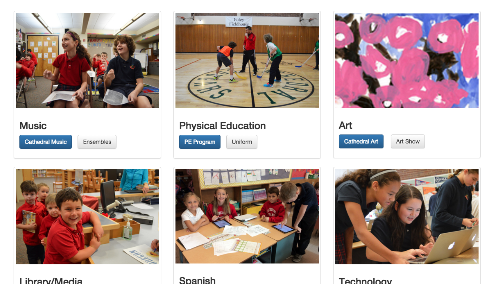 Music
Cathedral Music
Ensembles
Physical Education
PE Program
Uniform
Art
Cathedral Art
Art Show
Library/Media
Spanish
Technology